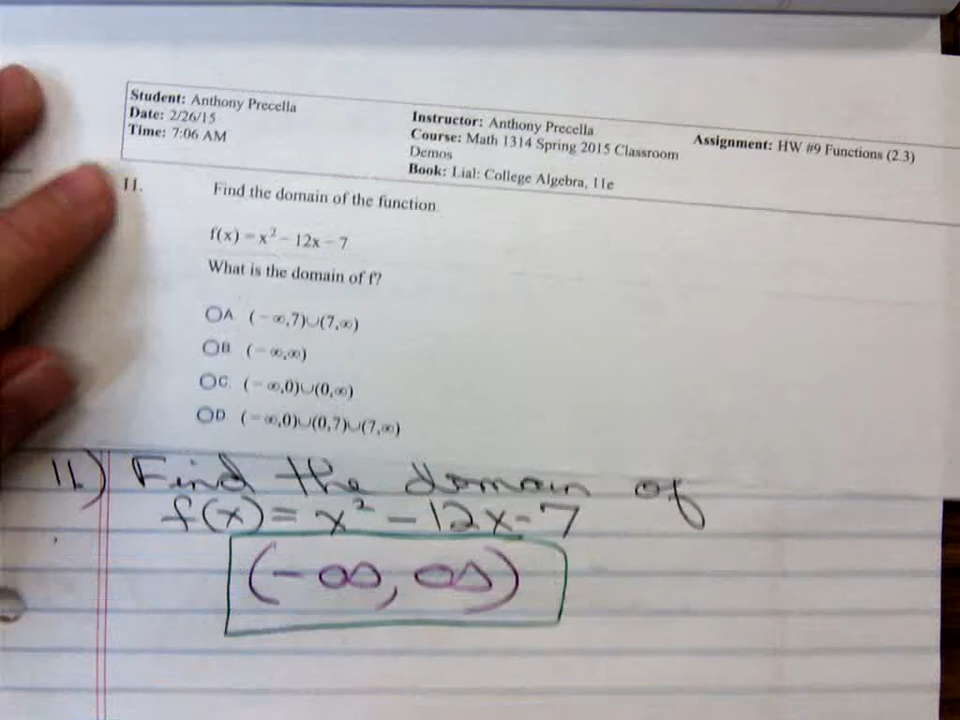 Student: Anthony Precella
Date: 2/26/15
Time: 7:06 AM
Instructor: Anthony Precella
Course: Math 1314 Spring 2015 Classroom
Demos
Book: Lial: College Algebra, 11e
Assignment: HW #9 Functions (2.3)
11. Find the domain of the function.
f(x) = x² − 12x − 7
What is the domain of f?
A. (−∞,7)∪(7,∞)
B. (−∞,∞)
C. (−∞,0)∪(0,∞)
D. (−∞,0)∪(0,7)∪(7,∞)
11.) Find the domain of
f(x) = x² − 12x − 7
(−∞, ∞)